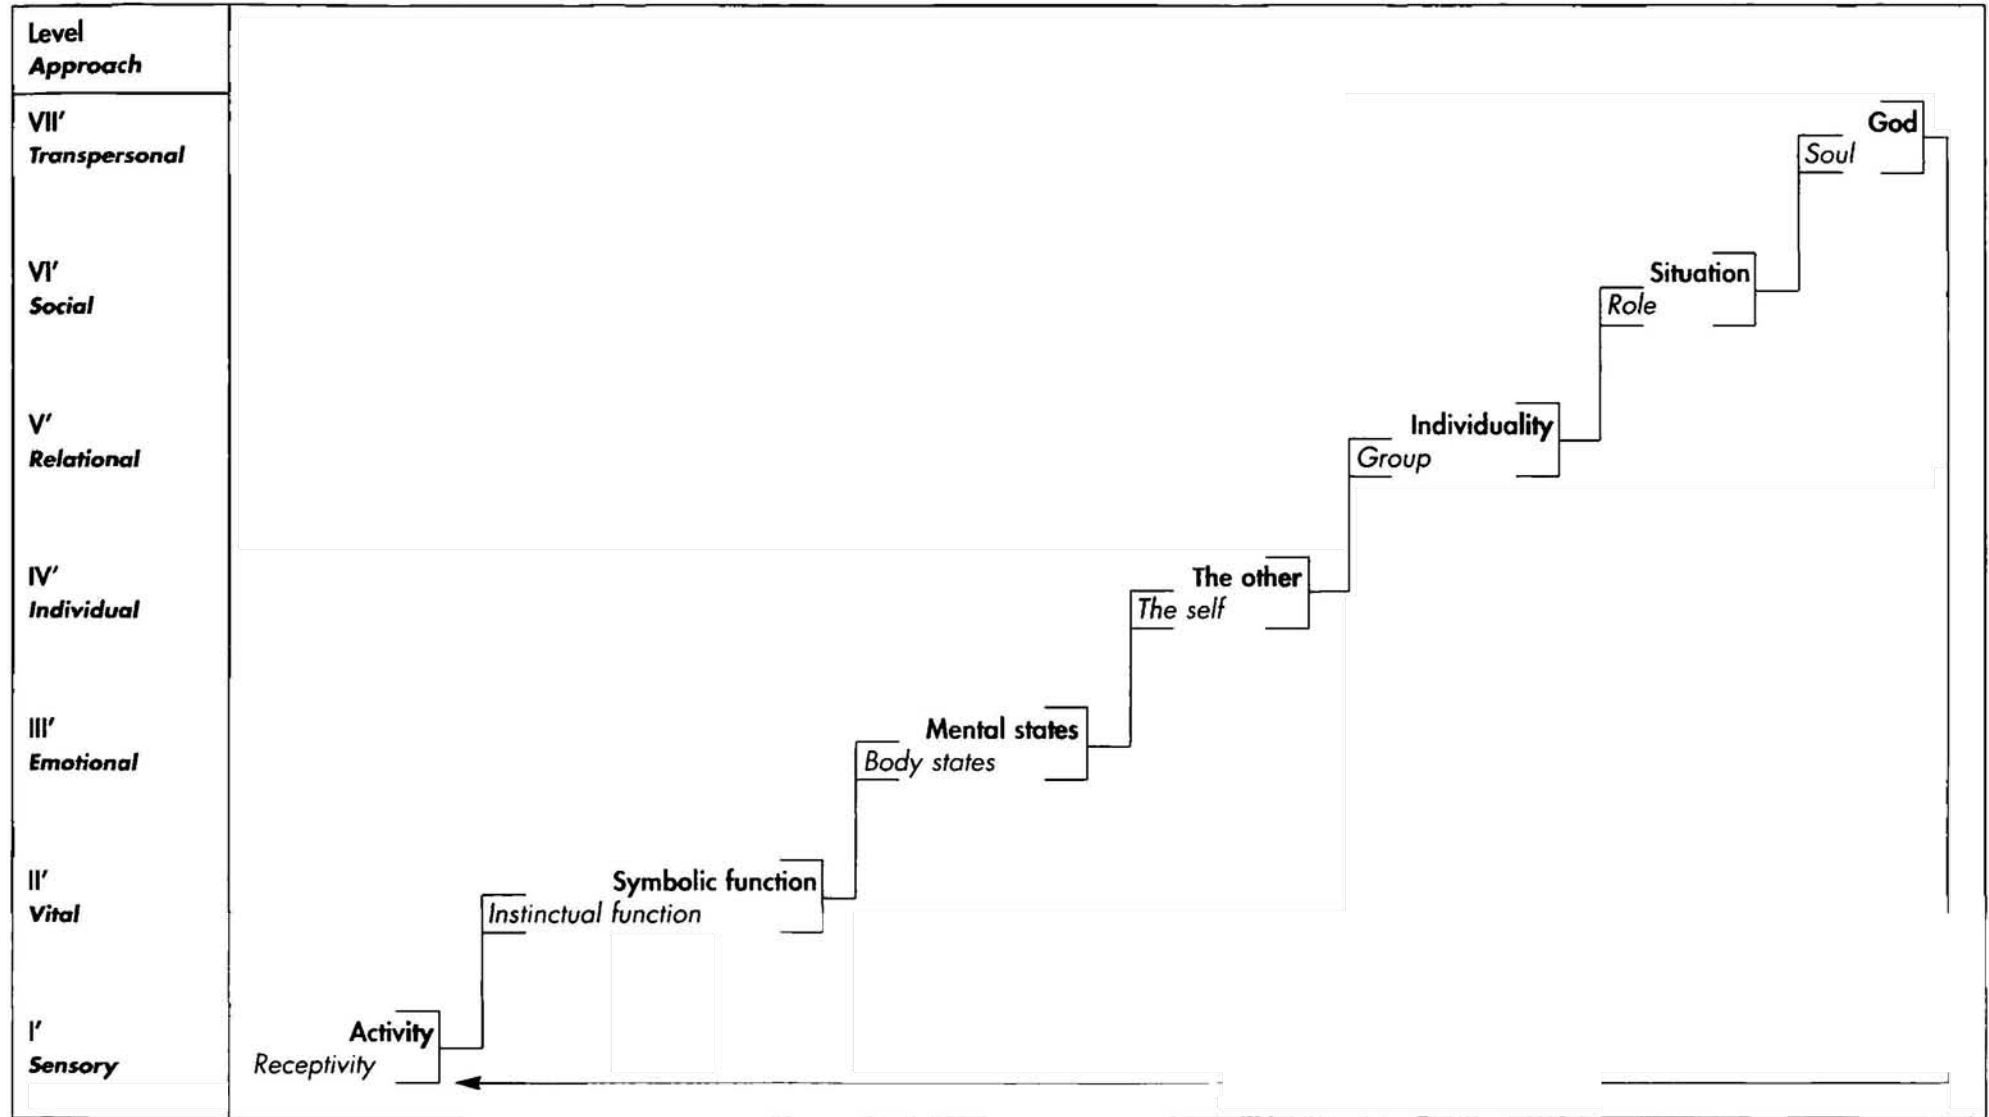 Level
Approach
VII′
Transpersonal
God
Soul
VI′
Social
Situation
Role
V′
Relational
Individuality
Group
IV′
Individual
The other
The self
III′
Emotional
Mental states
Body states
II′
Vital
Symbolic function
Instinctual function
I′
Sensory
Activity
Receptivity